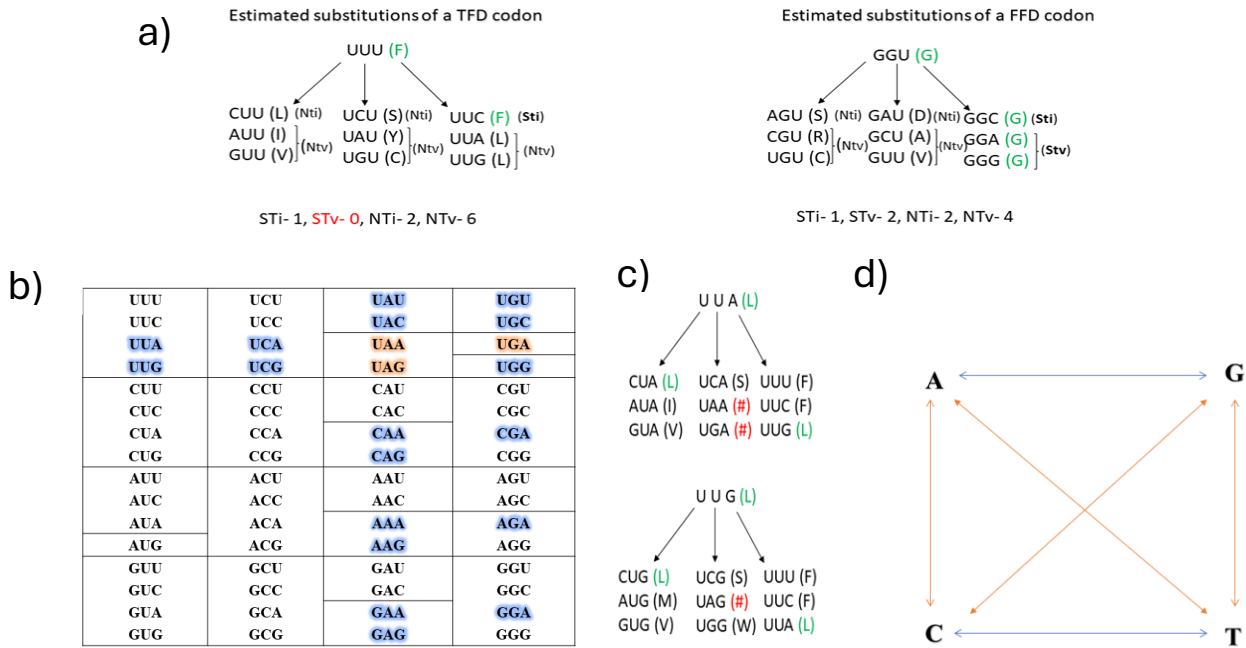 a)
Estimated substitutions of a TFD codon
UUU (F)
CUU (L) (Nti)
AUU (I)
GUU (V)
(Ntv)
UCU (S) (Nti)
UAU (Y)
UGU (C)
(Ntv)
UUC (F) (Sti)
UUA (L)
UUG (L)
(Ntv)
STi- 1, STv- 0, NTi- 2, NTv- 6
Estimated substitutions of a FFD codon
GGU (G)
AGU (S) (Nti)
CGU (R)
UGU (C)
(Ntv)
GAU (D) (Nti)
GCU (A)
GUU (V)
(Ntv)
GGC (G) (Sti)
GGA (G)
GGG (G)
(Stv)
STi- 1, STv- 2, NTi- 2, NTv- 4
b)
UUU UCU UAU UGU
UUC UCC UAC UGC
UUA UCA UAA UGA
UUG UCG UAG UGG
CUU CCU CAU CGU
CUC CCC CAC CGC
CUA CCA CAA CGA
CUG CCG CAG CGG
AUU ACU AAU AGU
AUC ACC AAC AGC
AUA ACA AAA AGA
AUG ACG AAG AGG
GUU GCU GAU GGU
GUC GCC GAC GGC
GUA GCA GAA GGA
GUG GCG GAG GGG
c)
U U A (L)
CUA (L) UCA (S) UUU (F)
AUA (I) UAA (#) UUC (F)
GUA (V) UGA (#) UUG (L)
U U G (L)
CUG (L) UCG (S) UUU (F)
AUG (M) UAG (#) UUC (F)
GUG (V) UGG (W) UUA (L)
d)
A G
C T